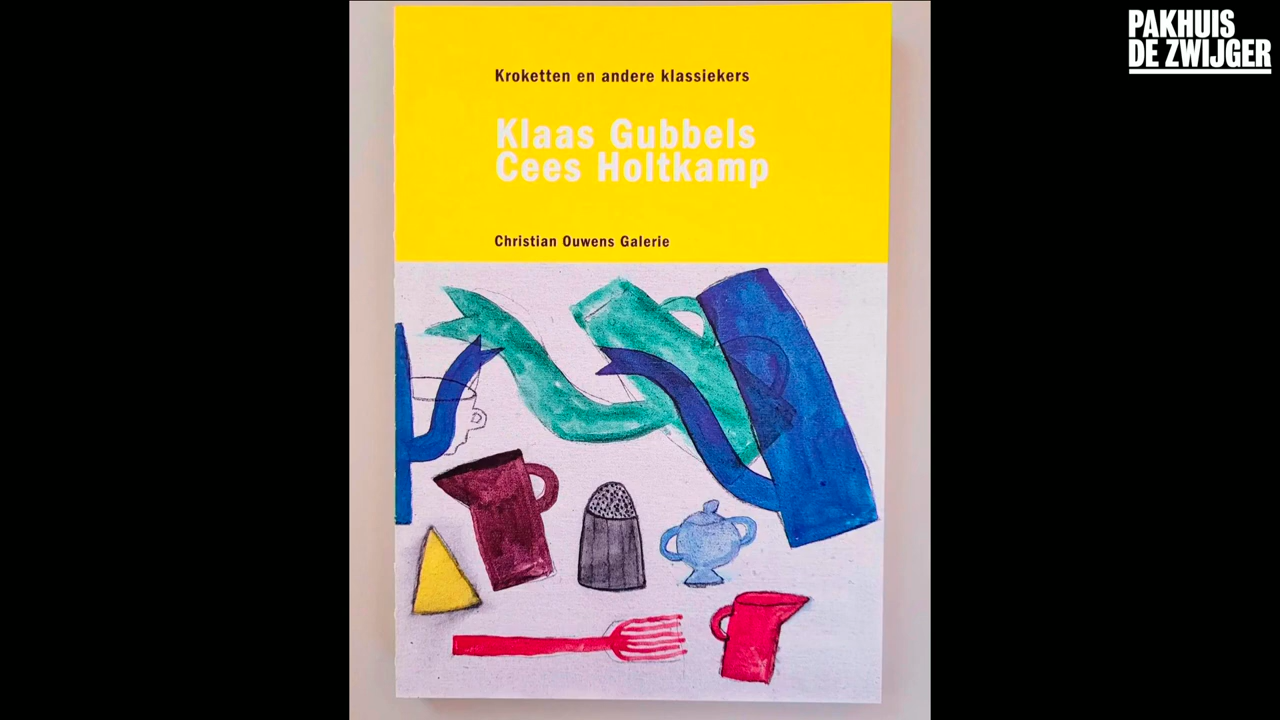 PAKHUIS
DE ZWIJGER
Kroketten en andere klassiekers
Klaas Gubbels
Cees Holtkamp
Christian Ouwens Galerie